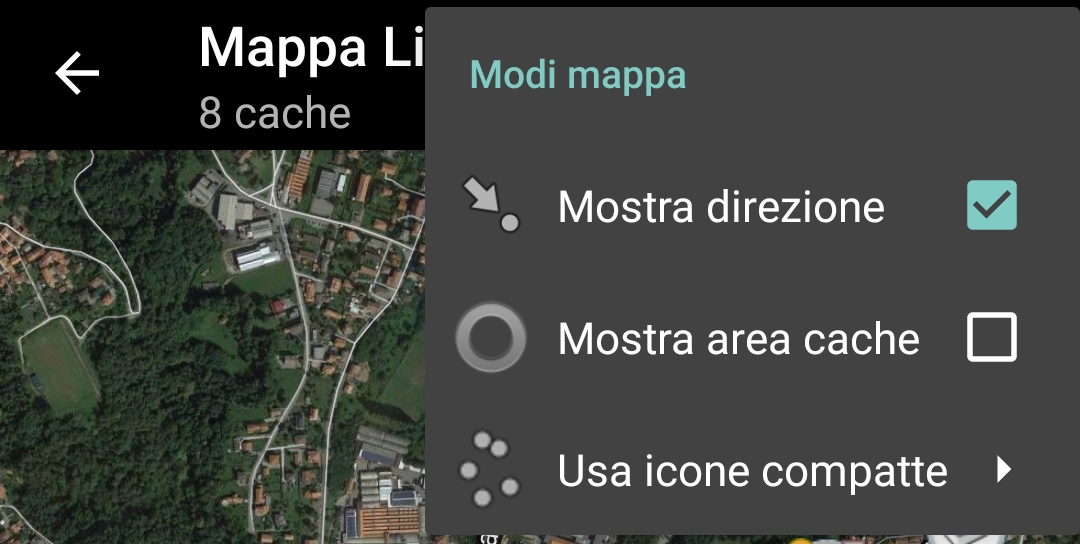 Mappa Li
8 cache
Modi mappa
Mostra direzione
Mostra area cache
Usa icone compatte